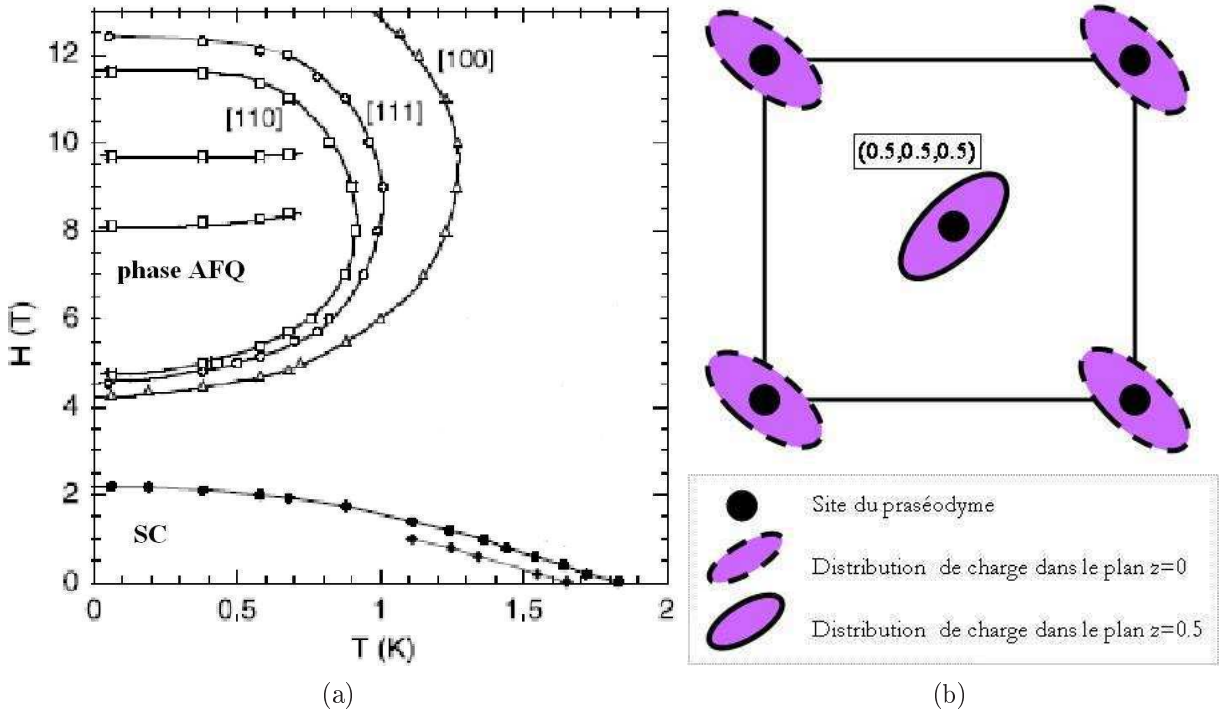 12
10
8
6
4
2
0
H (T)
[100]
[110]
[111]
phase AFQ
SC
0
0,5
1
1,5
2
T (K)
(a)
(0.5,0.5,0.5)
Site du praséodyme
Distribution de charge dans le plan z=0
Distribution de charge dans le plan z=0.5
(b)